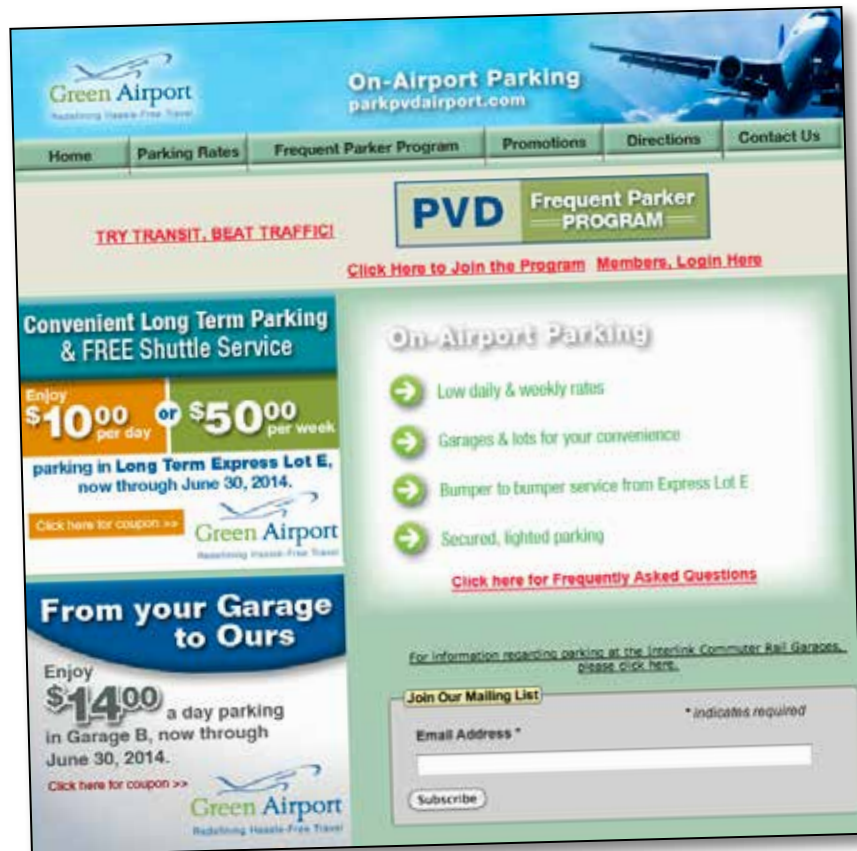 Green Airport
Redefining Hassle-Free Travel
On-Airport Parking
parkpvdairport.com
Home
Parking Rates
Frequent Parker Program
Promotions
Directions
Contact Us
TRY TRANSIT, BEAT TRAFFIC!
PVD
Frequent Parker
PROGRAM
Click Here to Join the Program Members, Login Here
Convenient Long Term Parking
& FREE Shuttle Service
Enjoy
$10 00 per day or $50 00 per week
parking in Long Term Express Lot E,
now through June 30, 2014.
Click here for coupon >>
Green Airport
Redefining Hassle-Free Travel
From your Garage
to Ours
Enjoy
$14 00 a day parking
in Garage B, now through
June 30, 2014.
Click here for coupon >>
Green Airport
Redefining Hassle-Free Travel
On-Airport Parking
Low daily & weekly rates
Garages & lots for your convenience
Bumper to bumper service from Express Lot E
Secured, lighted parking
Click here for Frequently Asked Questions
For information regarding parking at the Interlink Commuter Rail Garages,
please click here.
Join Our Mailing List
* indicates required
Email Address *
Subscribe